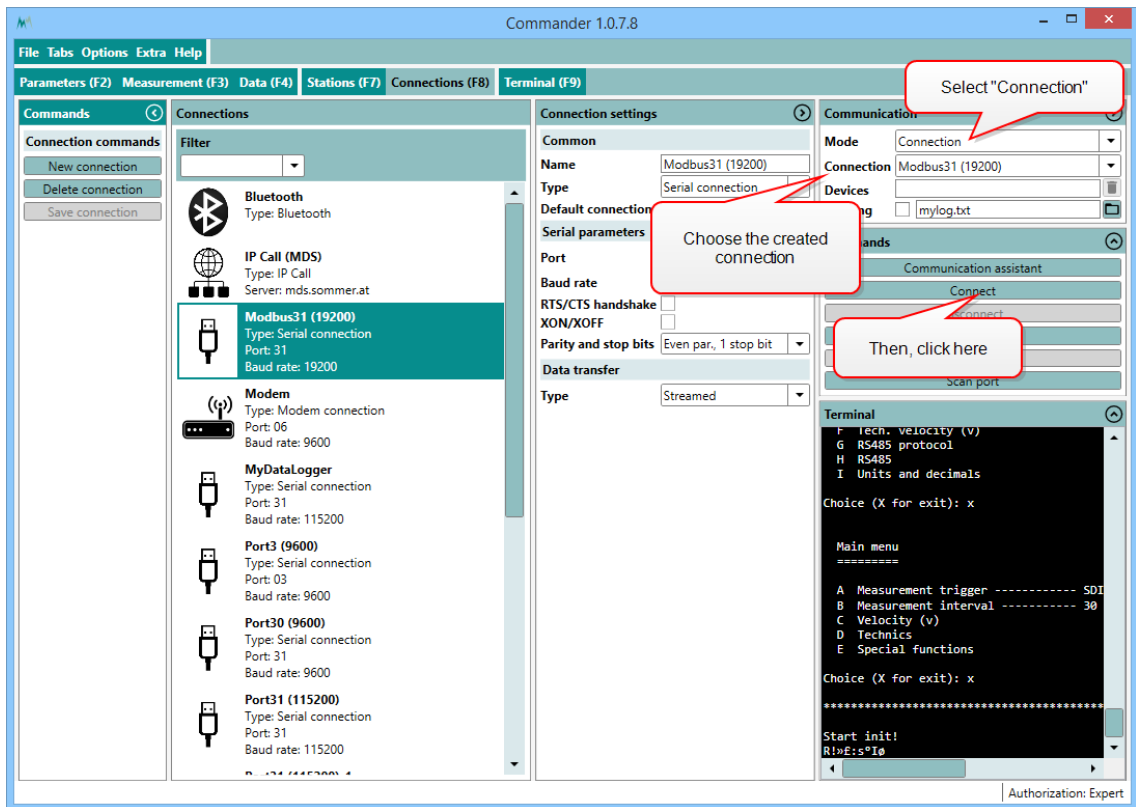 Commander 1.0.7.8
File Tabs Options Extra Help
Parameters (F2) Measurement (F3) Data (F4) Stations (F7) Connections (F8) Terminal (F9)
Commands
Connection commands
New connection
Delete connection
Save connection
Connections
Filter
Bluetooth
Type: Bluetooth
IP Call (MDS)
Type: IP Call
Server: mds.sommer.at
Modbus31 (19200)
Type: Serial connection
Port: 31
Baud rate: 19200
Modem
Type: Modem connection
Port: 06
Baud rate: 9600
MyDataLogger
Type: Serial connection
Port: 31
Baud rate: 115200
Port3 (9600)
Type: Serial connection
Port: 03
Baud rate: 9600
Port30 (9600)
Type: Serial connection
Port: 31
Baud rate: 9600
Port31 (115200)
Type: Serial connection
Port: 31
Baud rate: 115200
Connection settings
Common
Name Modbus31 (19200)
Type Serial connection
Default connection
Serial parameters
Port
Baud rate
RTS/CTS handshake
XON/XOFF
Parity and stop bits Even par., 1 stop bit
Data transfer
Type Streamed
Select "Connection"
Choose the created
connection
Then, click here
Communication
Mode Connection
Connection Modbus31 (19200)
Devices
mylog.txt
Communication assistant
Connect
Scan port
Terminal
F Tech. velocity (v)
G RS485 protocol
H RS485
I Units and decimals
Choice (X for exit): x
Main menu
=========
A Measurement trigger ------------ SDI
B Measurement interval ----------- 30
C Velocity (v)
D Technics
E Special functions
Choice (X for exit): x
*****************************************
Start init!
R!»£:s°Iø
Authorization: Expert